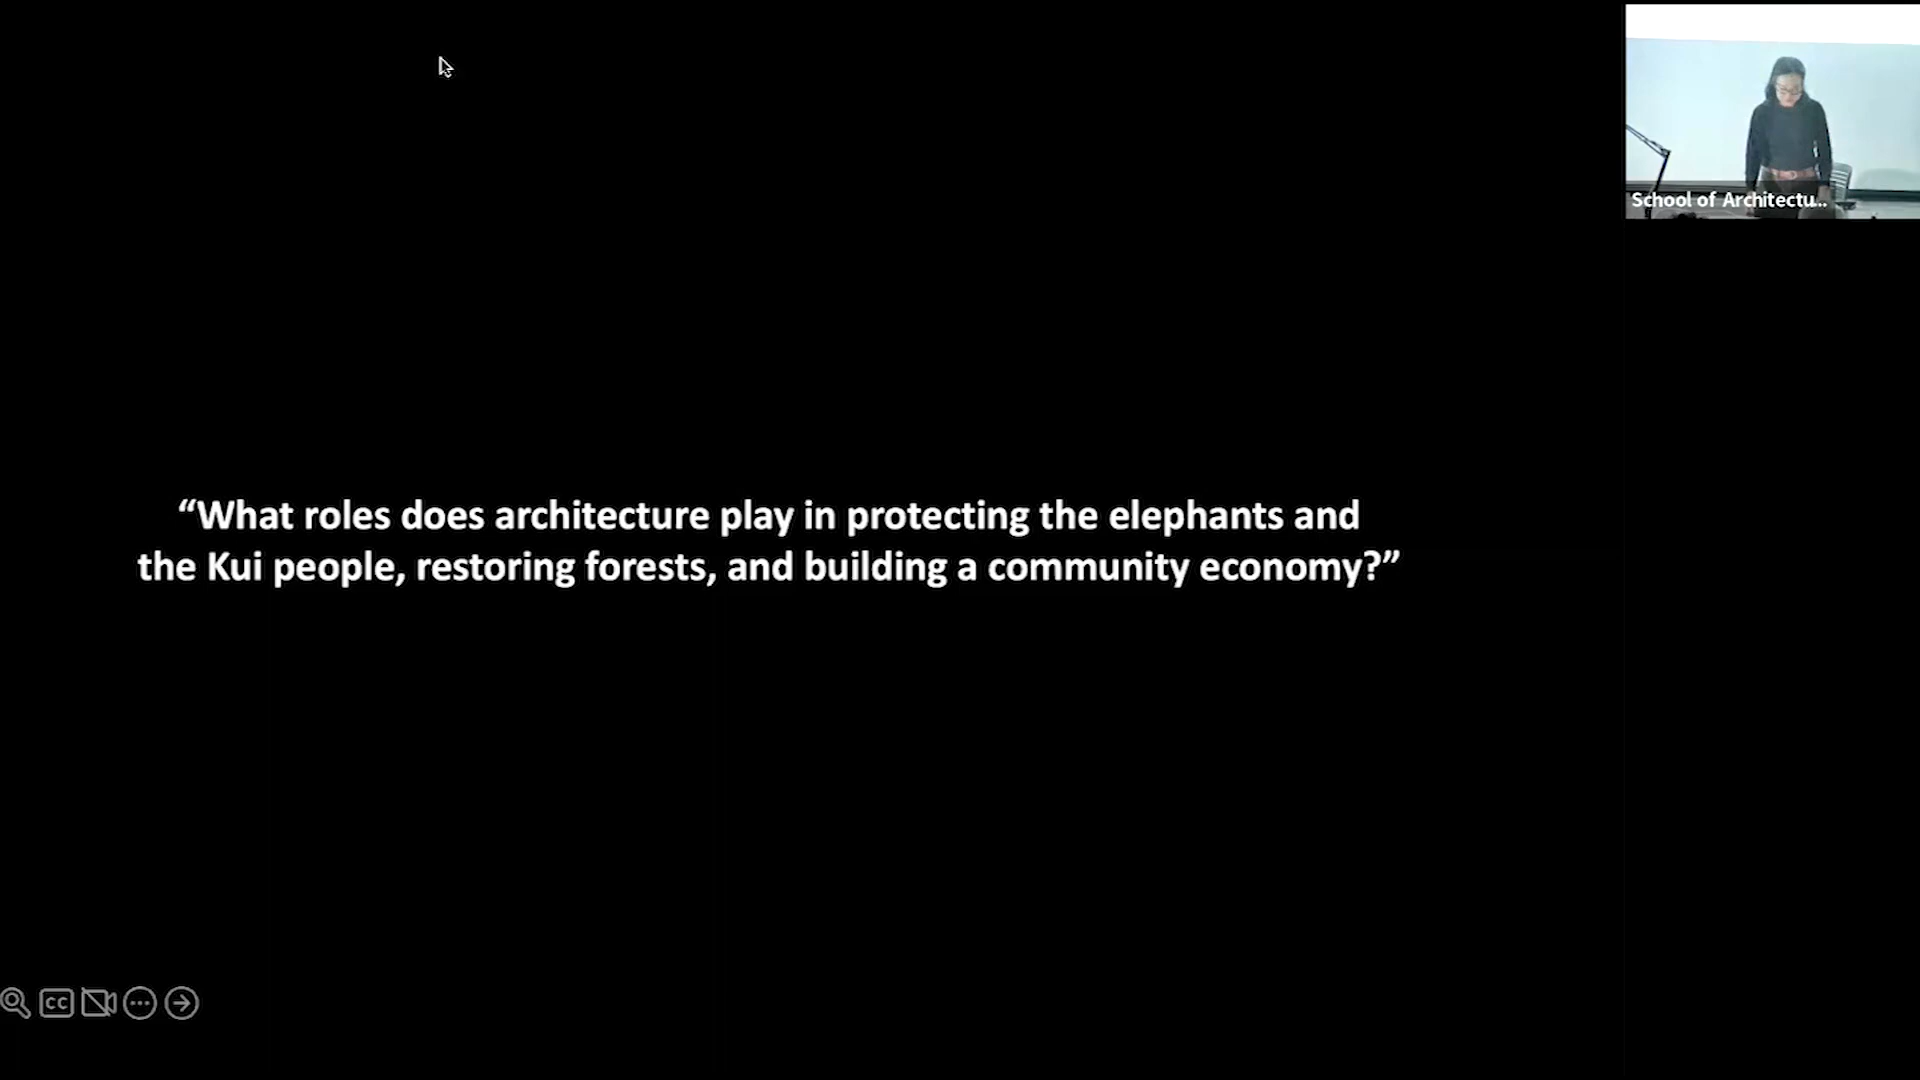 School of Architectu...
“What roles does architecture play in protecting the elephants and
the Kui people, restoring forests, and building a community economy?”
CC